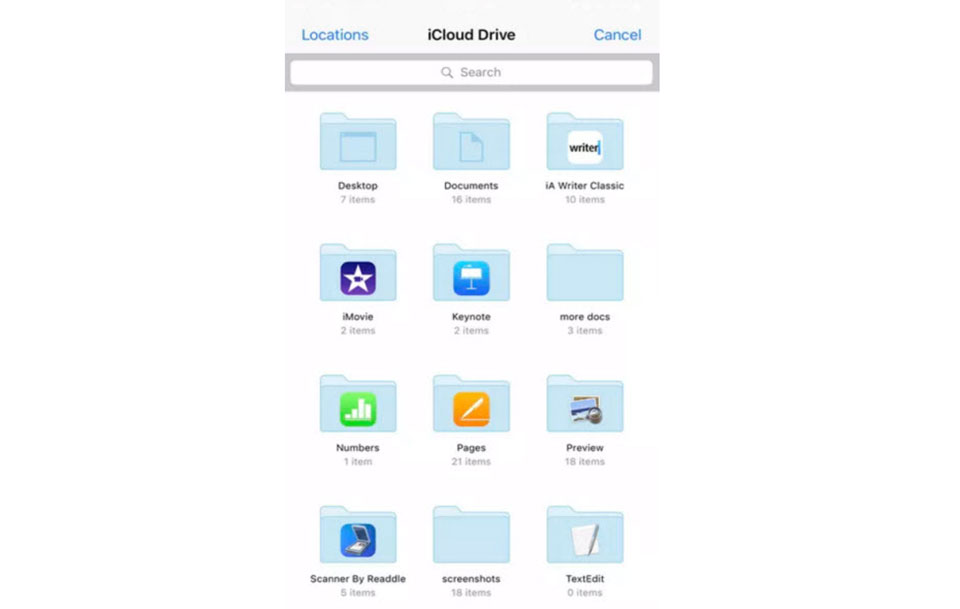 Locations iCloud Drive Cancel
Search
writer
Desktop Documents iA Writer Classic
7 items 16 items 10 items
iMovie Keynote more docs
2 items 2 items 3 items
Numbers Pages Preview
1 item 21 items 18 items
Scanner By Readdle screenshots TextEdit
5 items 18 items 0 items